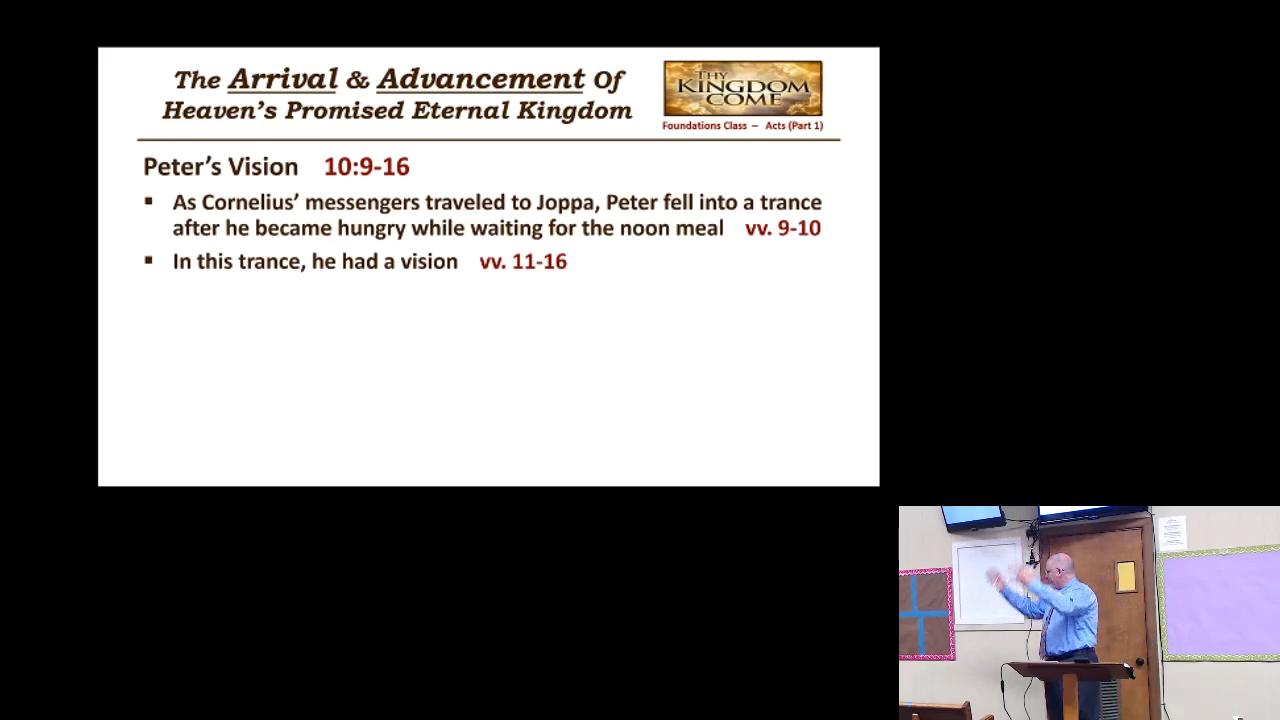 The Arrival & Advancement Of
Heaven's Promised Eternal Kingdom
THY
KINGDOM
COME
Foundations Class – Acts (Part 1)
Peter's Vision 10:9-16
▪ As Cornelius' messengers traveled to Joppa, Peter fell into a trance
after he became hungry while waiting for the noon meal vv. 9-10
▪ In this trance, he had a vision vv. 11-16